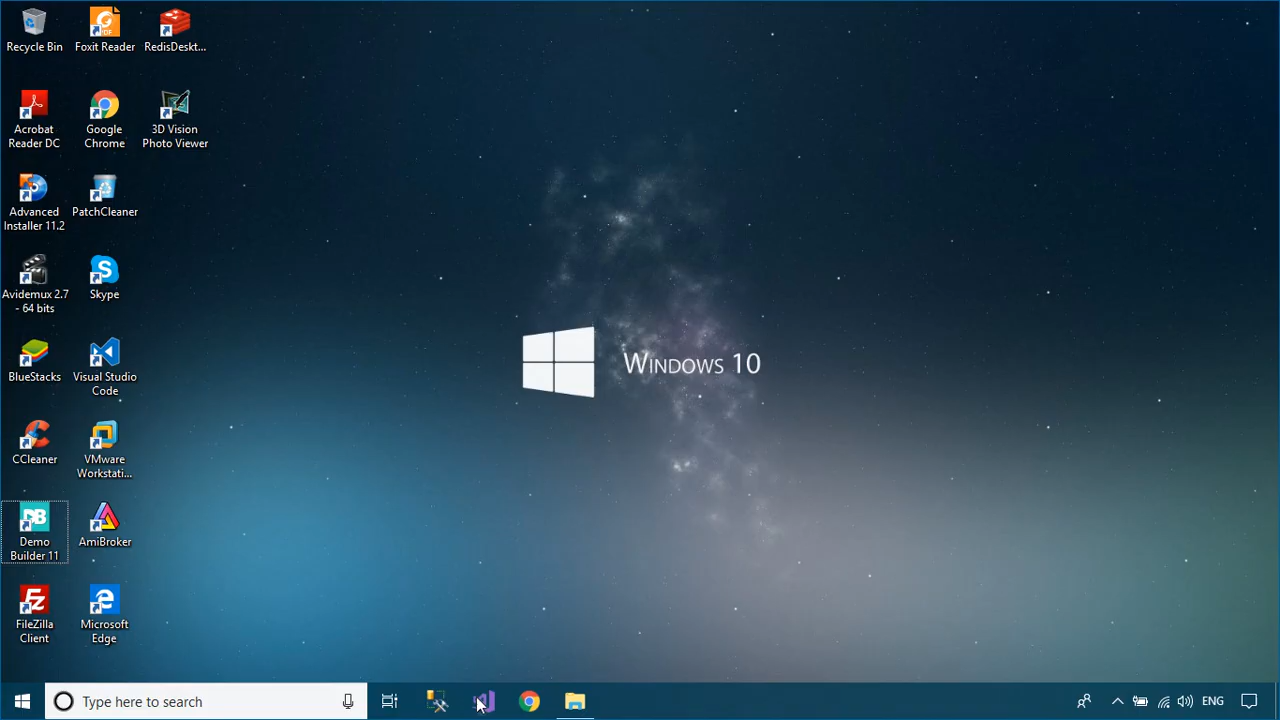 Recycle Bin
Foxit Reader
RedisDeskt...
Acrobat
Reader DC
Google
Chrome
3D Vision
Photo Viewer
Advanced
Installer 11.2
PatchCleaner
Avidemux 2.7
- 64 bits
Skype
BlueStacks
Visual Studio
Code
WINDOWS 10
CCleaner
VMware
Workstati...
DB
Demo
Builder 11
AmiBroker
FZ
FileZilla
Client
Microsoft
Edge
Type here to search
ENG